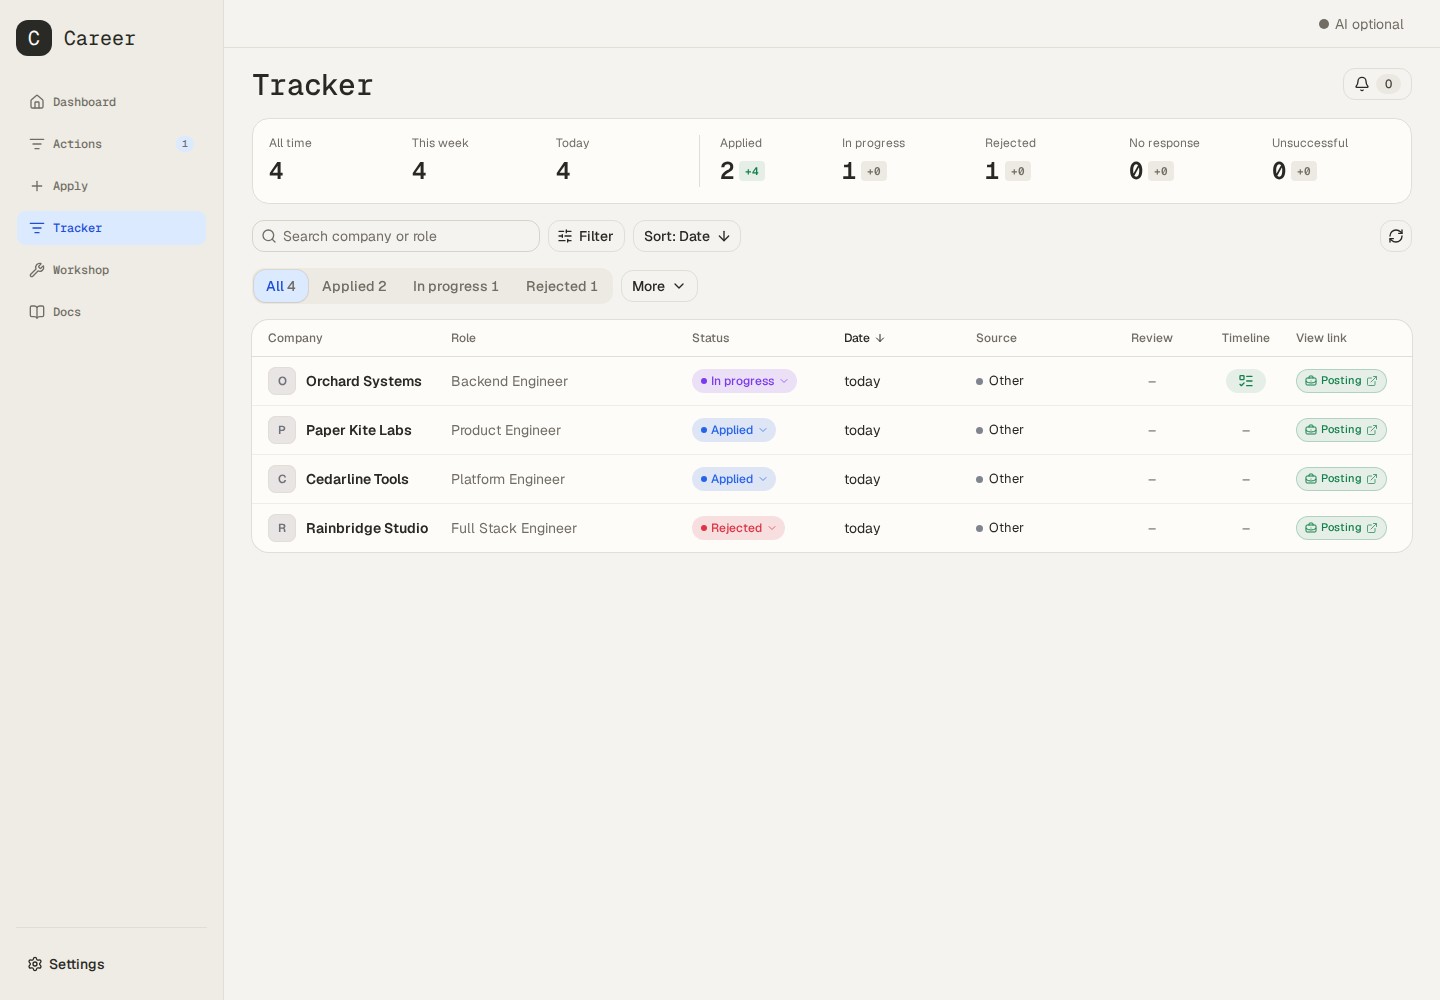 C Career
AI optional
Dashboard
Actions 1
Apply
Tracker
Workshop
Docs
Settings
Tracker
0
All time This week Today Applied In progress Rejected No response Unsuccessful
4 4 4 2 +4 1 +0 1 +0 0 +0 0 +0
Search company or role Filter Sort: Date
All 4 Applied 2 In progress 1 Rejected 1 More
Company Role Status Date Source Review Timeline View link
O Orchard Systems Backend Engineer In progress today Other – Posting
P Paper Kite Labs Product Engineer Applied today Other – – Posting
C Cedarline Tools Platform Engineer Applied today Other – – Posting
R Rainbridge Studio Full Stack Engineer Rejected today Other – – Posting